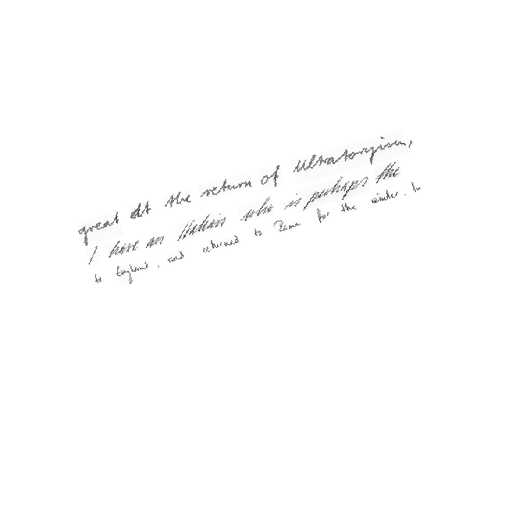 great at the return of Ultratoryism,
I have an Italian who is perhaps the
to England, and returned to Rome for the winter. In